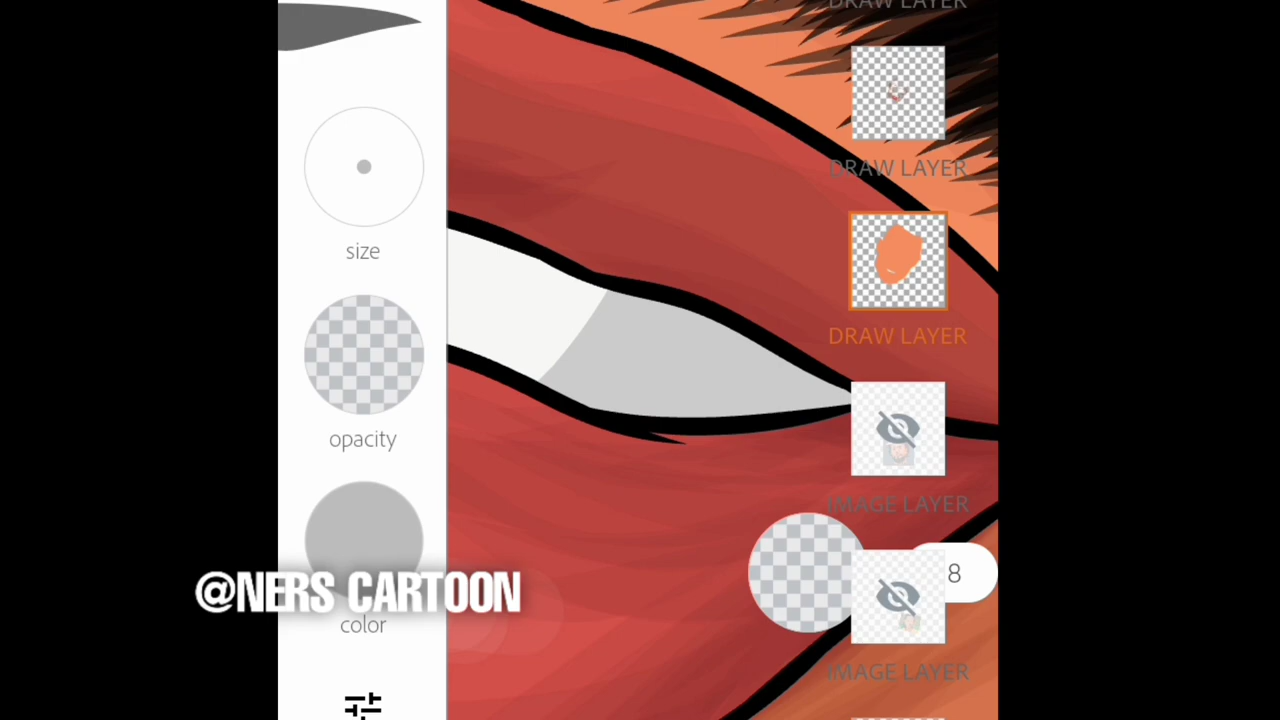 DRAW LAYER
DRAW LAYER
size
DRAW LAYER
opacity
IMAGE LAYER
8
@NERS CARTOON
color
IMAGE LAYER